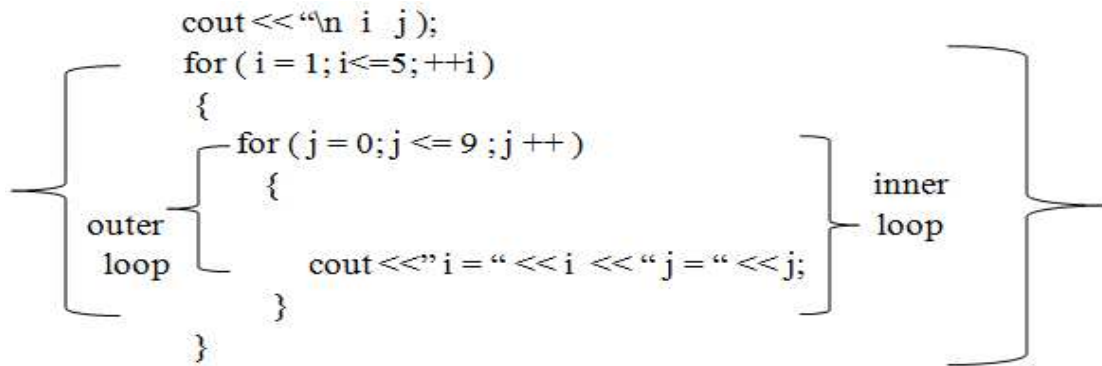 cout << “\n i j );
for ( i = 1; i<=5; ++i )
{
for ( j = 0; j <= 9 ; j ++ )
{
inner
outer
loop
loop
cout <<” i = “ << i << “ j = “ << j;
}
}